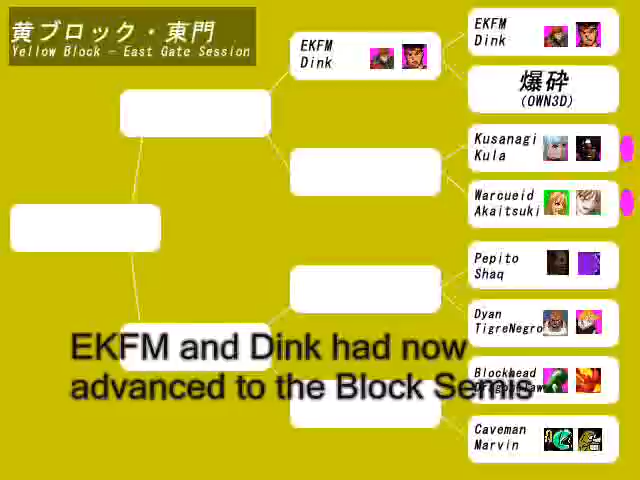 黄ブロック・東門
Yellow Block - East Gate Session
EKFM
Dink
EKFM
Dink
爆砕
(OWN3D)
Kusanagi
Kula
Warcueid
Akaitsuki
Pepito
Shaq
Dyan
TigreNegro
EKFM and Dink had now
advanced to the Block Semis
Blockhead
Caveman
Marvin